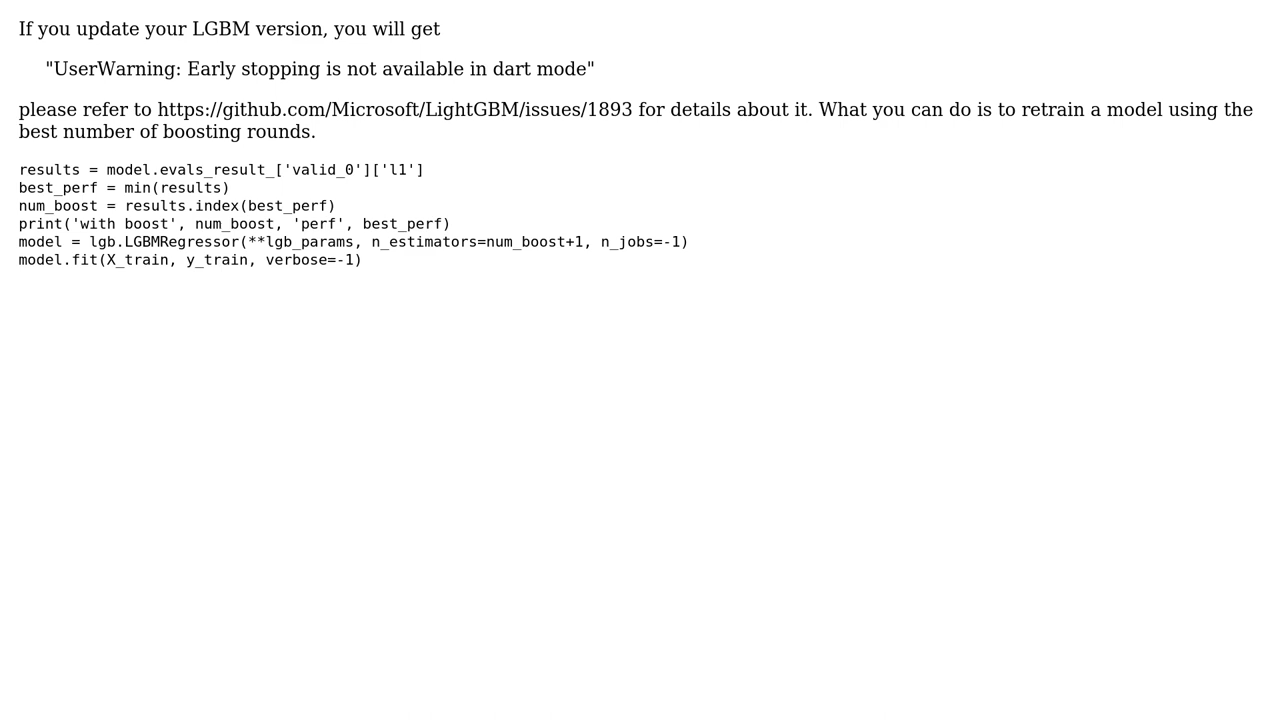 If you update your LGBM version, you will get
"UserWarning: Early stopping is not available in dart mode"
please refer to https://github.com/Microsoft/LightGBM/issues/1893 for details about it. What you can do is to retrain a model using the
best number of boosting rounds.
results = model.evals_result_['valid_0']['l1']
best_perf = min(results)
num_boost = results.index(best_perf)
print('with boost', num_boost, 'perf', best_perf)
model = lgb.LGBMRegressor(**lgb_params, n_estimators=num_boost+1, n_jobs=-1)
model.fit(X_train, y_train, verbose=-1)